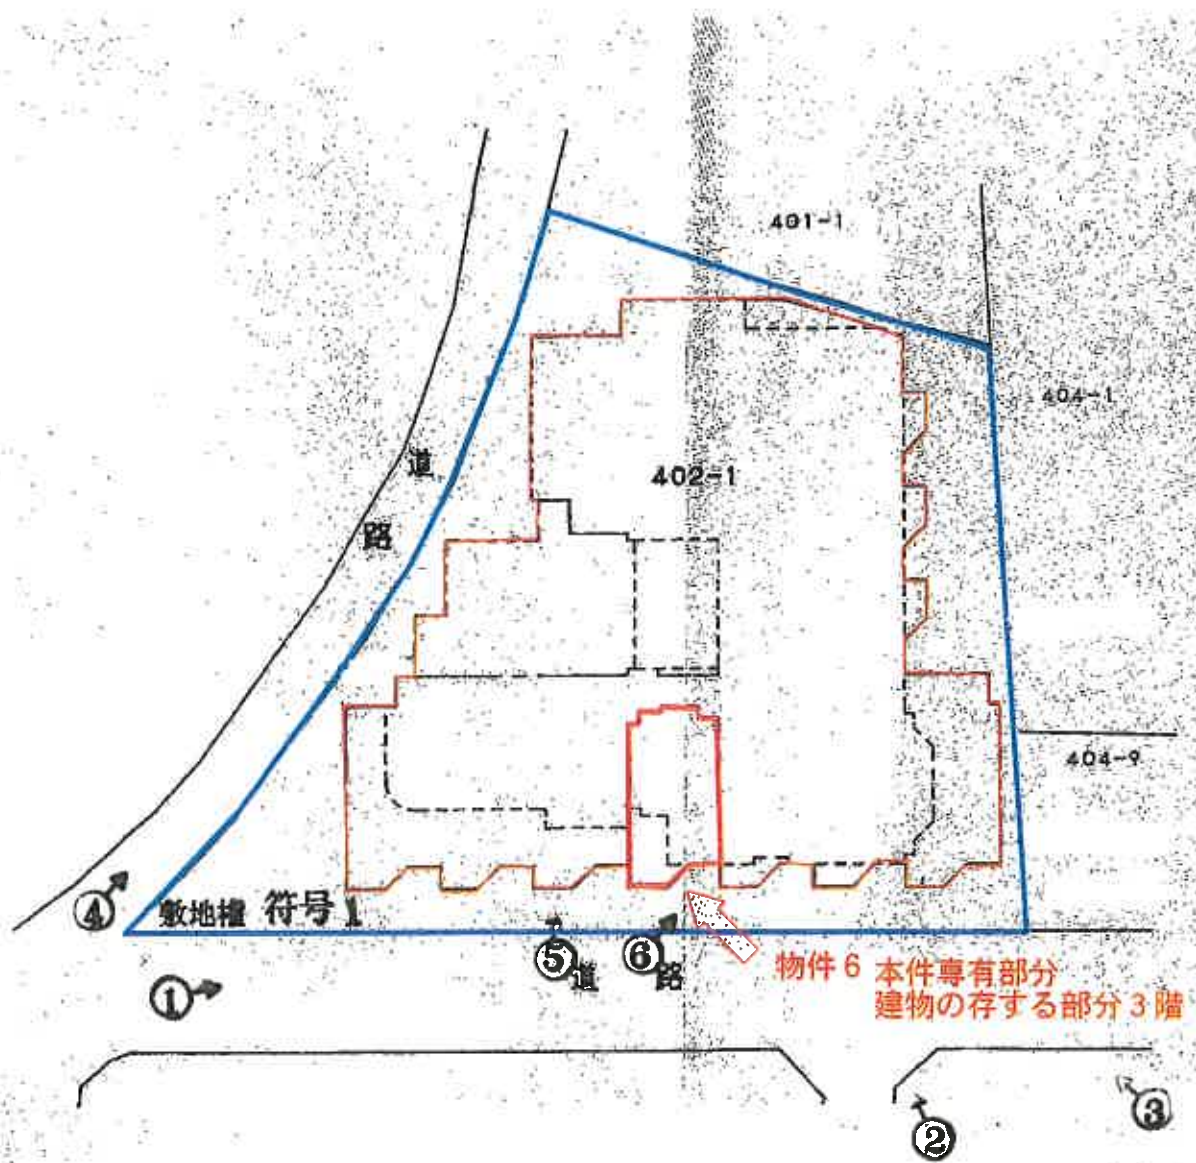 401-1
404-1
402-1
道
路
404-9
④
敷地権 符号1
⑤
道
⑥
路
物件6 本件専有部分
建物の存する部分3階
①
③
②